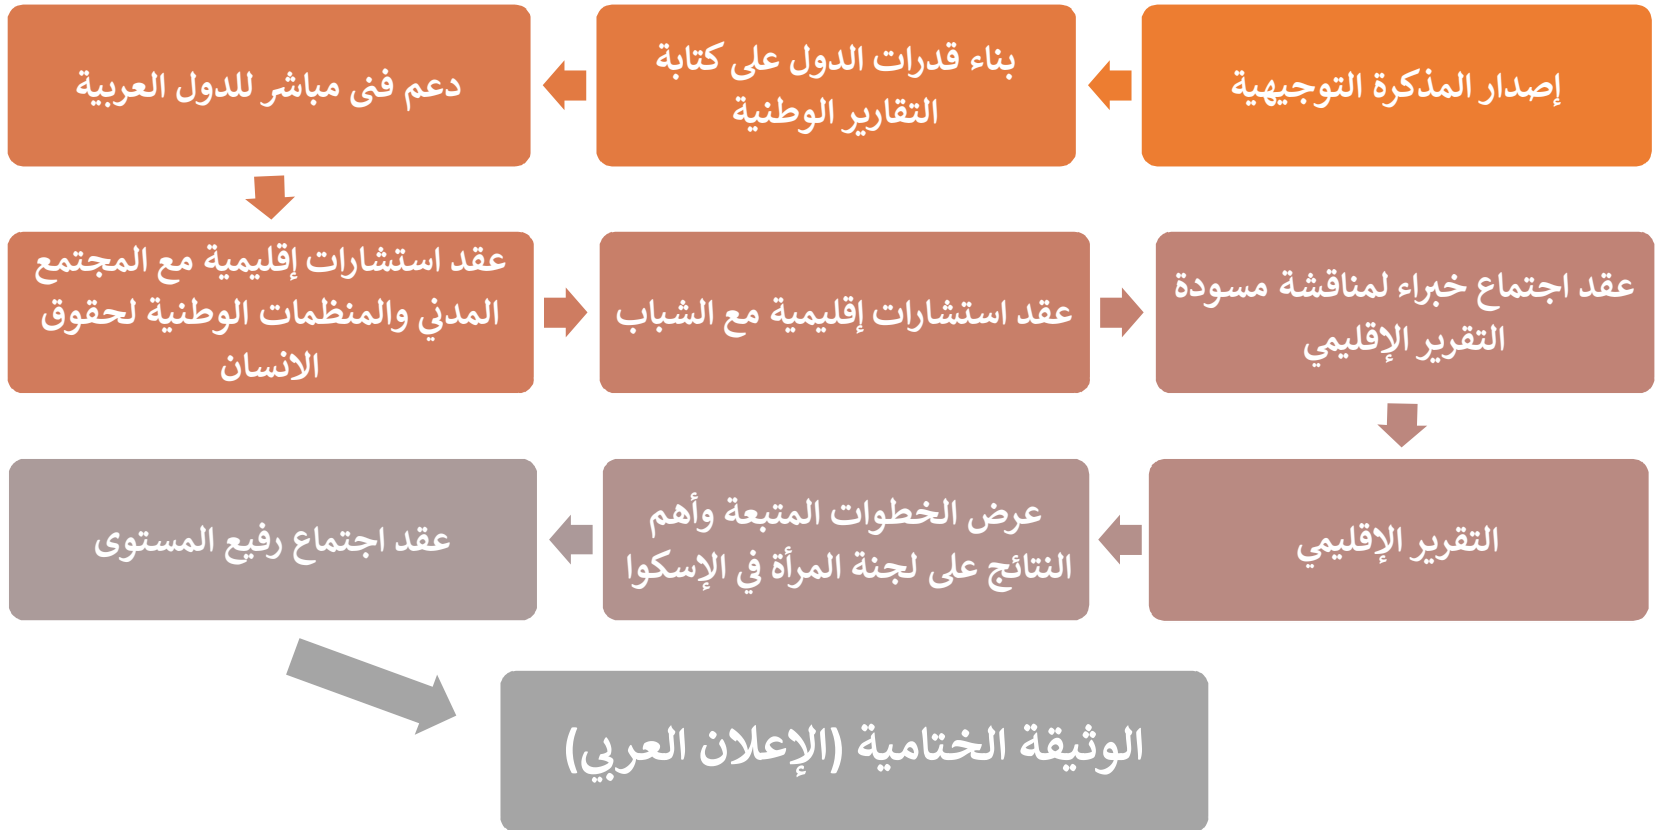 إصدار المذكرة التوجيهية
بناء قدرات الدول على كتابة
التقارير الوطنية
دعم فنى مباشر للدول العربية
عقد استشارات إقليمية مع المجتمع
المدني والمنظمات الوطنية لحقوق
الانسان
عقد استشارات إقليمية مع الشباب
عقد اجتماع خبراء لمناقشة مسودة
التقرير الإقليمي
التقرير الإقليمي
عرض الخطوات المتبعة وأهم
النتائج على لجنة المرأة في الإسكوا
عقد اجتماع رفيع المستوى
الوثيقة الختامية (الإعلان العربي)